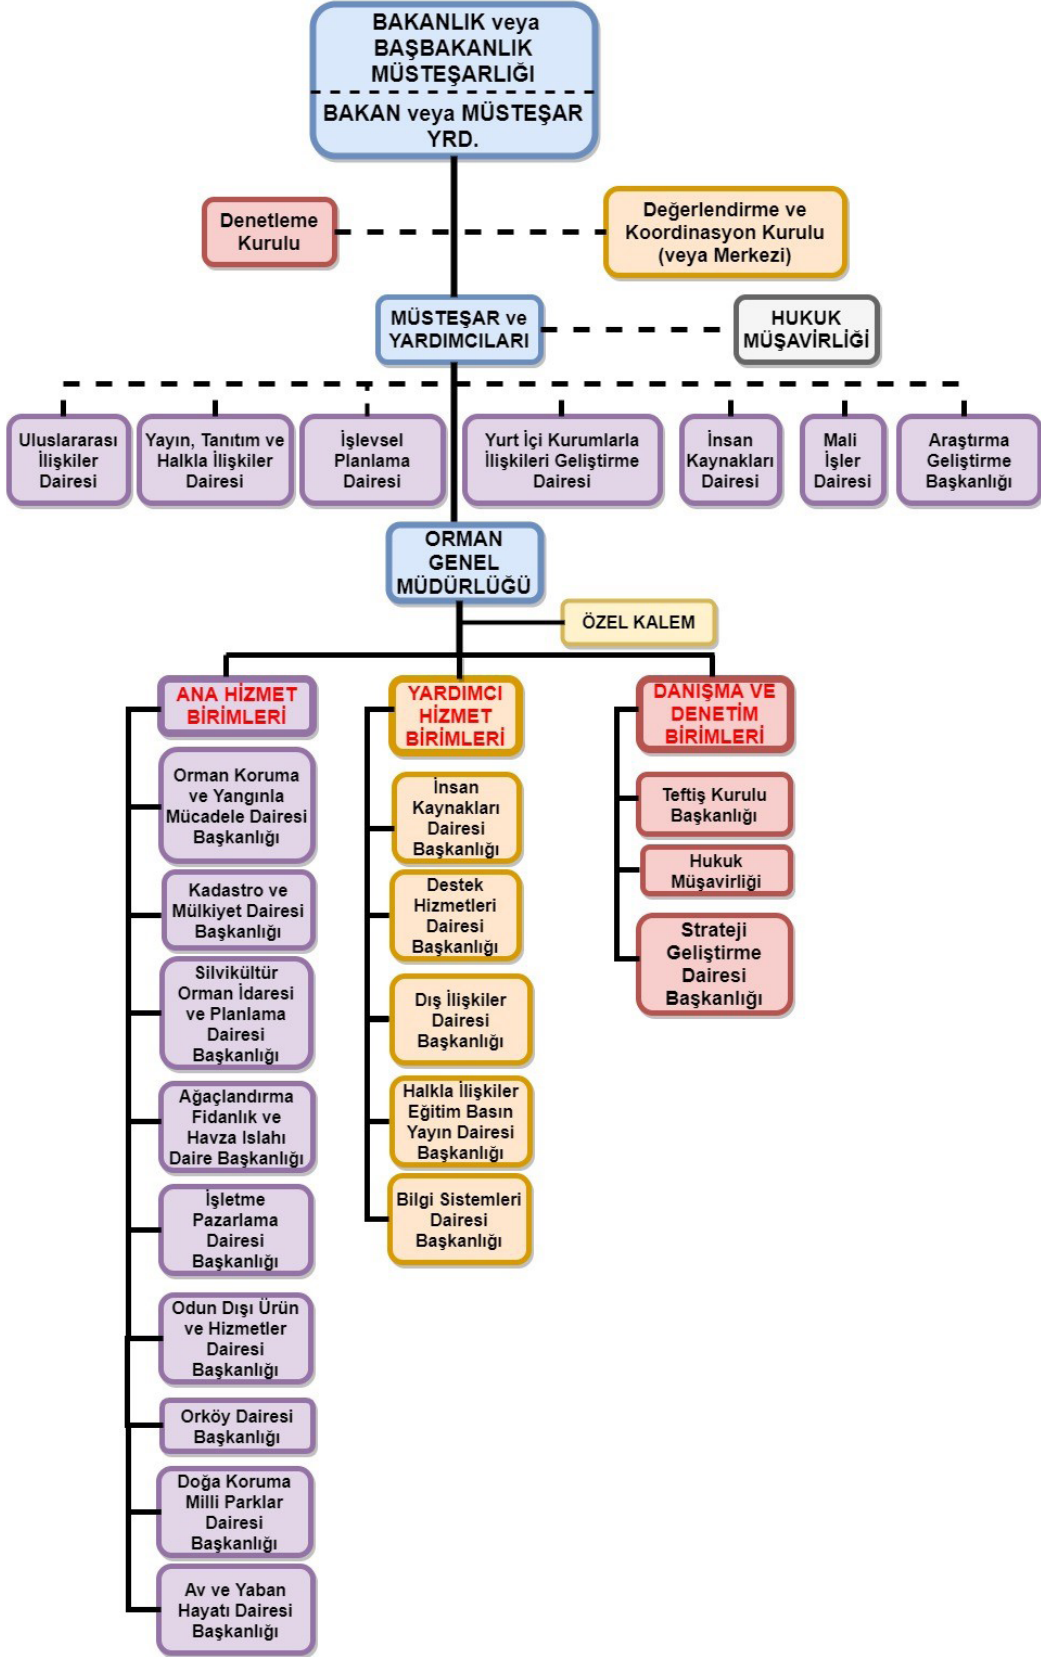 BAKANLIK veya
BAŞBAKANLIK
MÜSTEŞARLIĞI
BAKAN veya MÜSTEŞAR
YRD.
Denetleme
Kurulu
Değerlendirme ve
Koordinasyon Kurulu
(veya Merkezi)
MÜSTEŞAR ve
YARDIMCILARI
HUKUK
MÜŞAVİRLİĞİ
Uluslararası
İlişkiler
Dairesi
Yayın, Tanıtım ve
Halkla İlişkiler
Dairesi
İşlevsel
Planlama
Dairesi
Yurt İçi Kurumlarla
İlişkileri Geliştirme
Dairesi
İnsan
Kaynakları
Dairesi
Mali
İşler
Dairesi
Araştırma
Geliştirme
Başkanlığı
ORMAN
GENEL
MÜDÜRLÜĞÜ
ÖZEL KALEM
ANA HİZMET
BİRİMLERİ
Orman Koruma
ve Yangınla
Mücadele Dairesi
Başkanlığı
Kadastro ve
Mülkiyet Dairesi
Başkanlığı
Silvikültür
Orman İdaresi
ve Planlama
Dairesi
Başkanlığı
Ağaçlandırma
Fidanlık ve
Havza Islahı
Daire Başkanlığı
İşletme
Pazarlama
Dairesi
Başkanlığı
Odun Dışı Ürün
ve Hizmetler
Dairesi
Başkanlığı
Orköy Dairesi
Başkanlığı
Doğa Koruma
Milli Parklar
Dairesi
Başkanlığı
Av ve Yaban
Hayatı Dairesi
Başkanlığı
YARDIMCI
HİZMET
BİRİMLERİ
İnsan
Kaynakları
Dairesi
Başkanlığı
Destek
Hizmetleri
Dairesi
Başkanlığı
Dış İlişkiler
Dairesi
Başkanlığı
Halkla İlişkiler
Eğitim Basın
Yayın Dairesi
Başkanlığı
Bilgi Sistemleri
Dairesi
Başkanlığı
DANIŞMA VE
DENETİM
BİRİMLERİ
Teftiş Kurulu
Başkanlığı
Hukuk
Müşavirliği
Strateji
Geliştirme
Dairesi
Başkanlığı